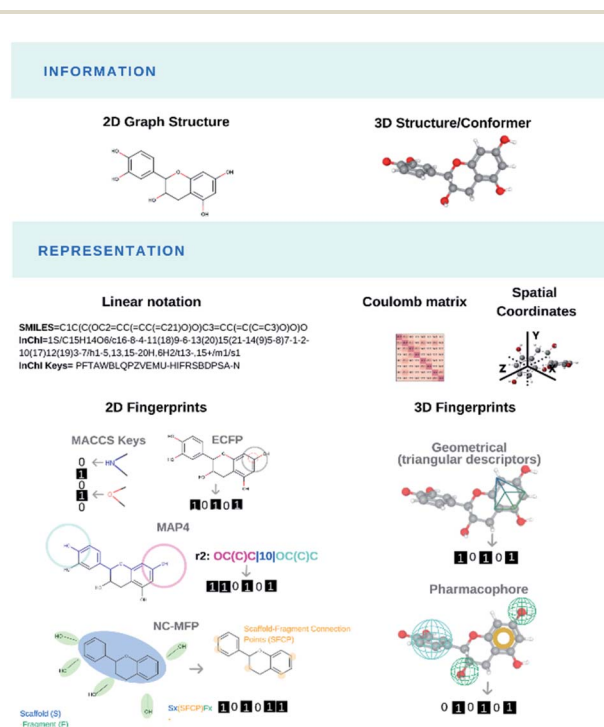 INFORMATION
2D Graph Structure
3D Structure/Conformer
REPRESENTATION
Linear notation
Coulomb matrix
Spatial
Coordinates
SMILES=C1C(C(OC2=CC(=CC(=C21)O)O)C3=CC(=C(C=C3)O)O)O
InChI=1S/C15H14O6/c16-8-4-11(18)9-6-13(20)15(21-14(9)5-8)7-1-2-
10(17)12(19)3-7/h1-5,13,15-20H,6H2/t13-,15+/m1/s1
InChI Keys= PFTAWBLQPZVEMU-HIFRSBDPSA-N
Y
Z
X
2D Fingerprints
3D Fingerprints
MACCS Keys
ECFP
Geometrical
(triangular descriptors)
0
1
0
1
0
HN
O
1 0 1 0 1
MAP4
r2: OC(C)C|10|OC(C)C
1 1 0 1 0 1
1 0 1 0 1
Pharmacophore
NC-MFP
Scaffold-Fragment Connection
Points (SFCP)
HO
HO
HO
OH
OH
Sx(SFCP)Fx
1 0 1 0 1 1
0 1 0 1 0 1
Scaffold (S)
Fragment (F)